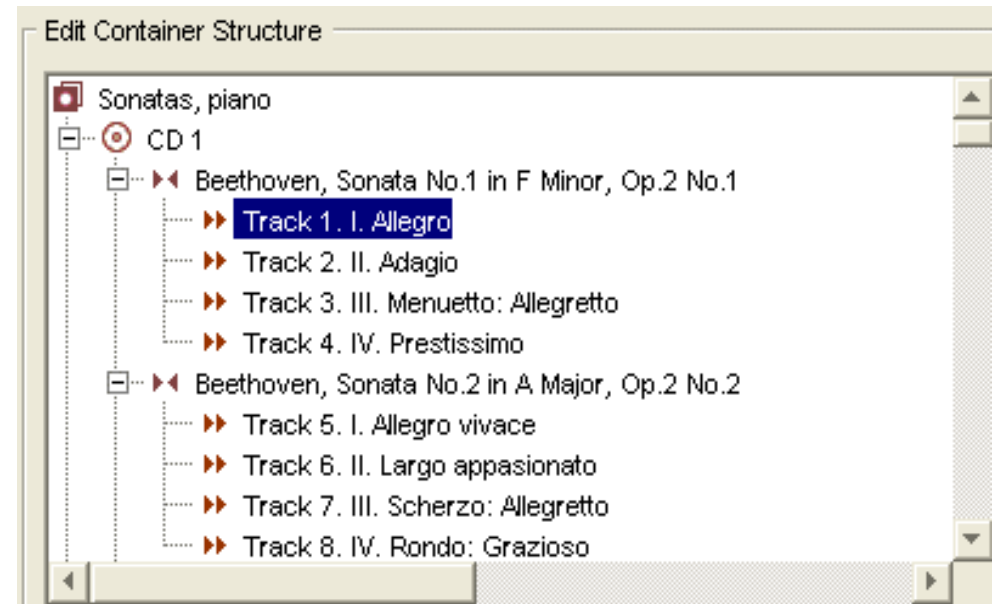 Edit Container Structure
Sonatas, piano
CD 1
Beethoven, Sonata No.1 in F Minor, Op.2 No.1
Track 1. I. Allegro
Track 2. II. Adagio
Track 3. III. Menuetto: Allegretto
Track 4. IV. Prestissimo
Beethoven, Sonata No.2 in A Major, Op.2 No.2
Track 5. I. Allegro vivace
Track 6. II. Largo appasionato
Track 7. III. Scherzo: Allegretto
Track 8. IV. Rondo: Grazioso